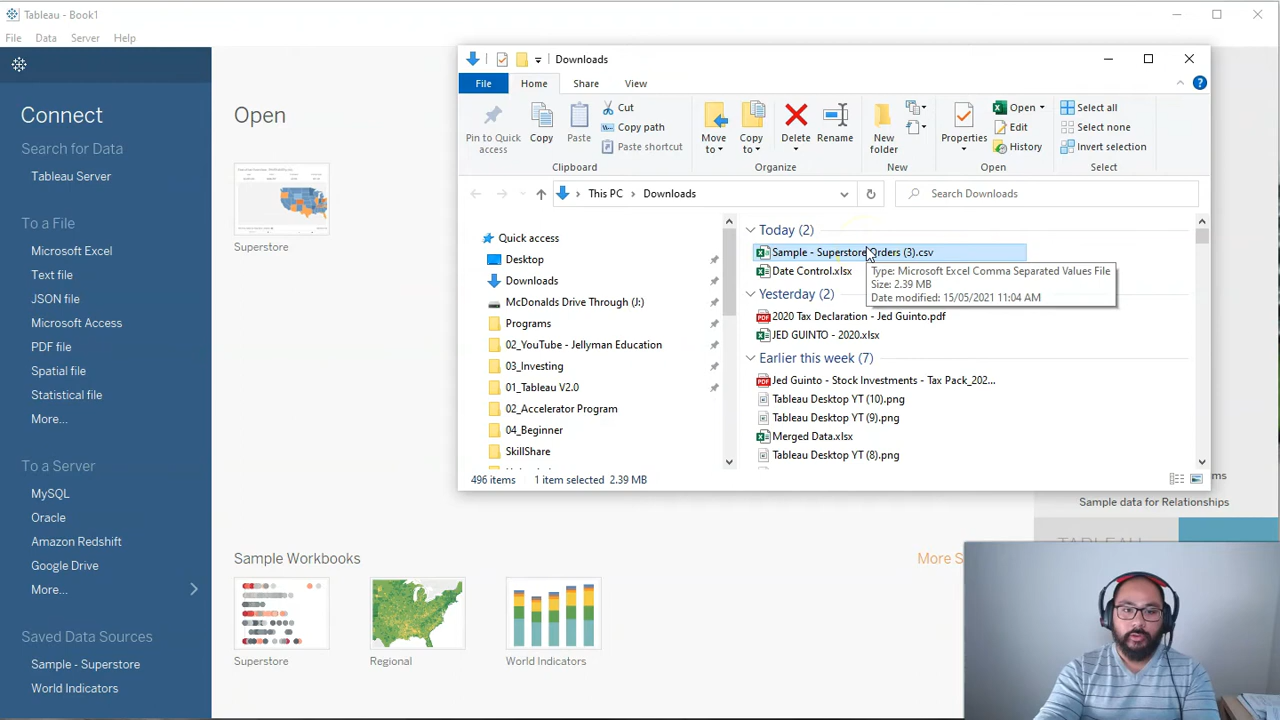 Tableau - Book1
File Data Server Help
Connect
Search for Data
Tableau Server
To a File
Microsoft Excel
Text file
JSON file
Microsoft Access
PDF file
Spatial file
Statistical file
More...
To a Server
MySQL
Oracle
Amazon Redshift
Google Drive
More...
Saved Data Sources
Sample - Superstore
World Indicators
Open
Superstore
Sample Workbooks
More S
Superstore
Regional
World Indicators
Downloads
File Home Share View
Pin to Quick access
Copy
Paste
Cut
Copy path
Paste shortcut
Clipboard
Move to
Copy to
Delete
Rename
Organize
New folder
New
Properties
Open
Edit
History
Open
Select all
Select none
Invert selection
Select
This PC > Downloads
Search Downloads
Quick access
Desktop
Downloads
McDonalds Drive Through (J:)
Programs
02_YouTube - Jellyman Education
03_Investing
01_Tableau V2.0
02_Accelerator Program
04_Beginner
SkillShare
Today (2)
Sample - Superstore Orders (3).csv
Date Control.xlsx
Type: Microsoft Excel Comma Separated Values File
Size: 2.39 MB
Date modified: 15/05/2021 11:04 AM
Yesterday (2)
2020 Tax Declaration - Jed Guinto.pdf
JED GUINTO - 2020.xlsx
Earlier this week (7)
Jed Guinto - Stock Investments - Tax Pack_202...
Tableau Desktop YT (10).png
Tableau Desktop YT (9).png
Merged Data.xlsx
Tableau Desktop YT (8).png
496 items 1 item selected 2.39 MB
ms
Sample data for Relationships